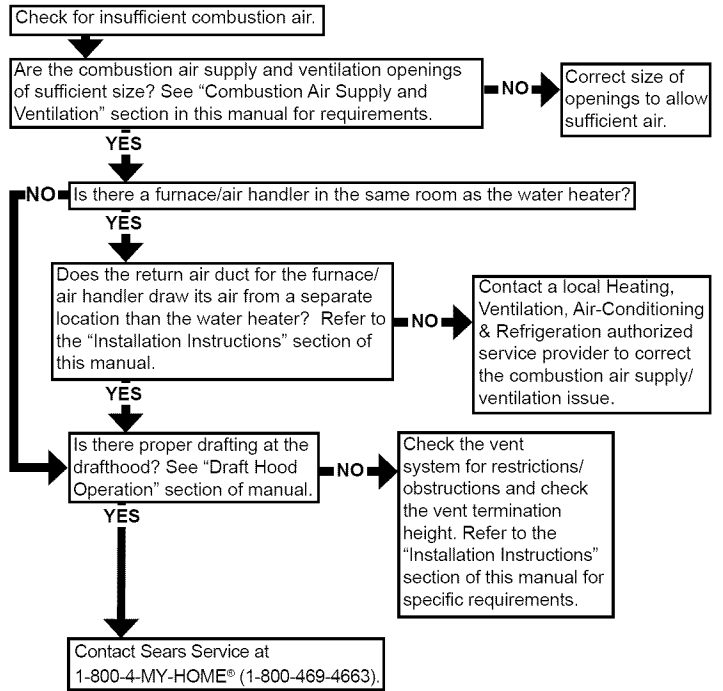 Check for insufficient combustion air.
Are the combustion air supply and ventilation openings
of sufficient size? See “Combustion Air Supply and
Ventilation” section in this manual for requirements.
NO
Correct size of
openings to allow
sufficient air.
YES
NO
Is there a furnace/air handler in the same room as the water heater?
YES
Does the return air duct for the furnace/
air handler draw its air from a separate
location than the water heater? Refer to
the “Installation Instructions” section of
this manual.
NO
Contact a local Heating,
Ventilation, Air-Conditioning
& Refrigeration authorized
service provider to correct
the combustion air supply/
ventilation issue.
YES
Is there proper drafting at the
drafthood? See “Draft Hood
Operation” section of manual.
NO
Check the vent
system for restrictions/
obstructions and check
the vent termination
height. Refer to the
“Installation Instructions”
section of this manual for
specific requirements.
YES
Contact Sears Service at
1-800-4-MY-HOME® (1-800-469-4663).